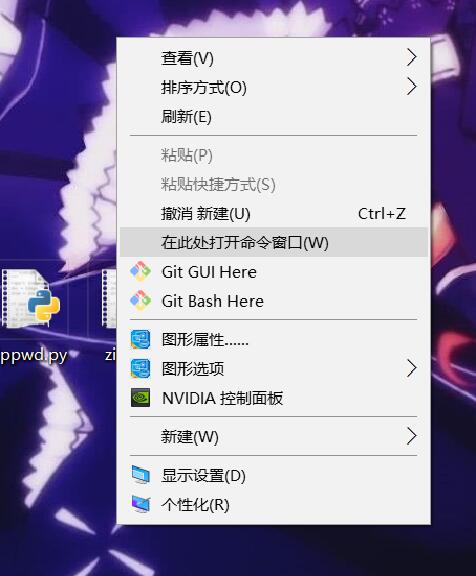 查看(V)
排序方式(O)
刷新(E)
粘贴(P)
粘贴快捷方式(S)
撤消 新建(U) Ctrl+Z
在此处打开命令窗口(W)
Git GUI Here
Git Bash Here
ppwd.py
zi
图形属性......
图形选项
NVIDIA 控制面板
新建(W)
显示设置(D)
个性化(R)